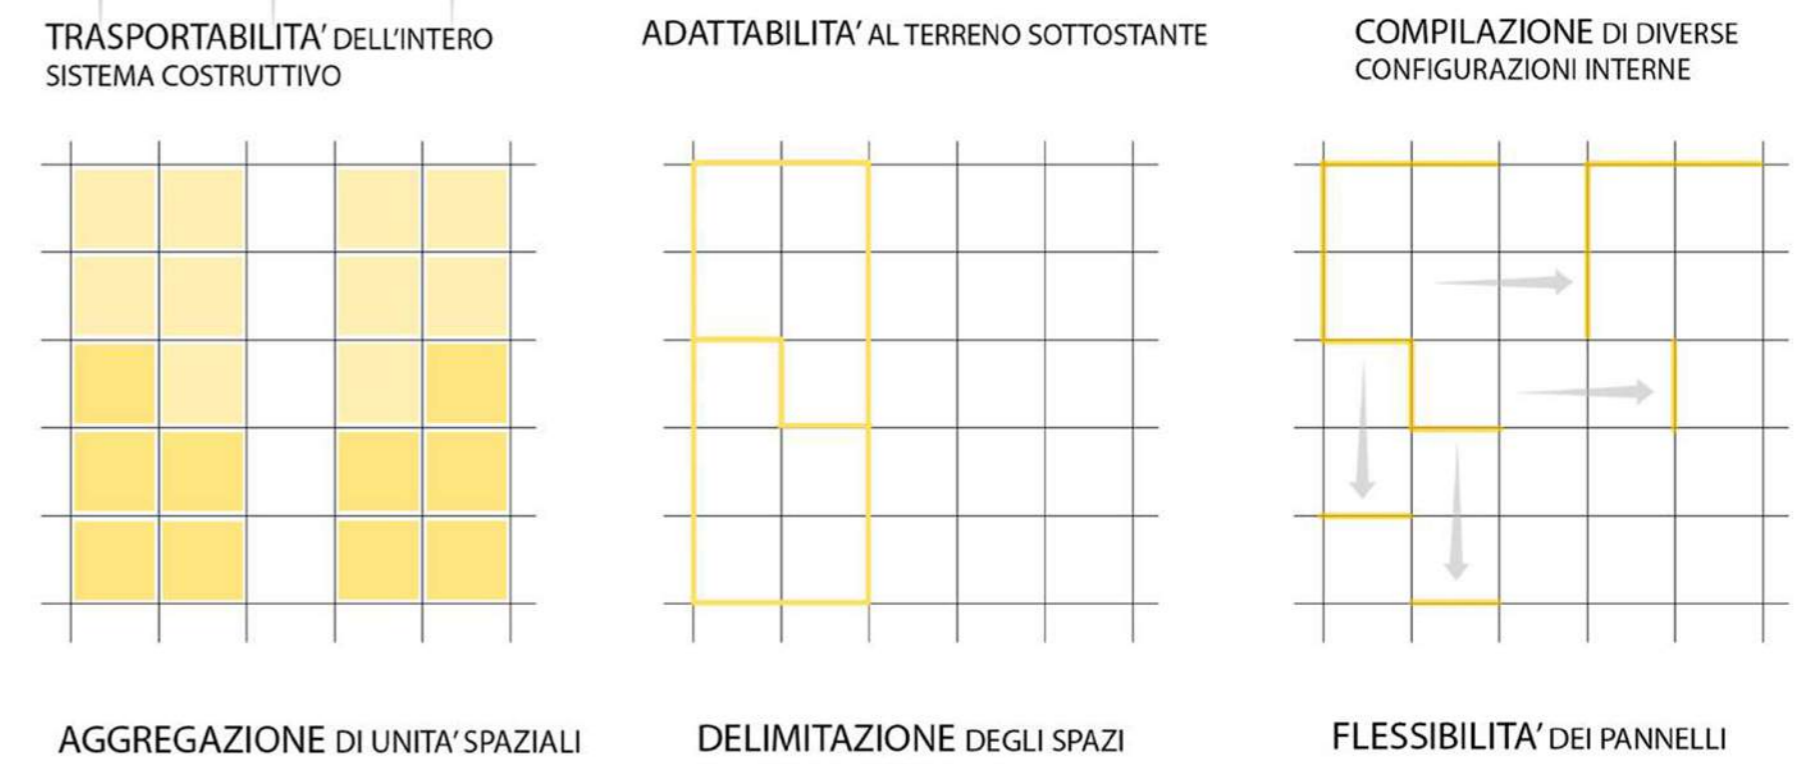 TRASPORTABILITA' DELL'INTERO
SISTEMA COSTRUTTIVO
ADATTABILITA' AL TERRENO SOTTOSTANTE
COMPILAZIONE DI DIVERSE
CONFIGURAZIONI INTERNE
AGGREGAZIONE DI UNITA' SPAZIALI
DELIMITAZIONE DEGLI SPAZI
FLESSIBILITA' DEI PANNELLI